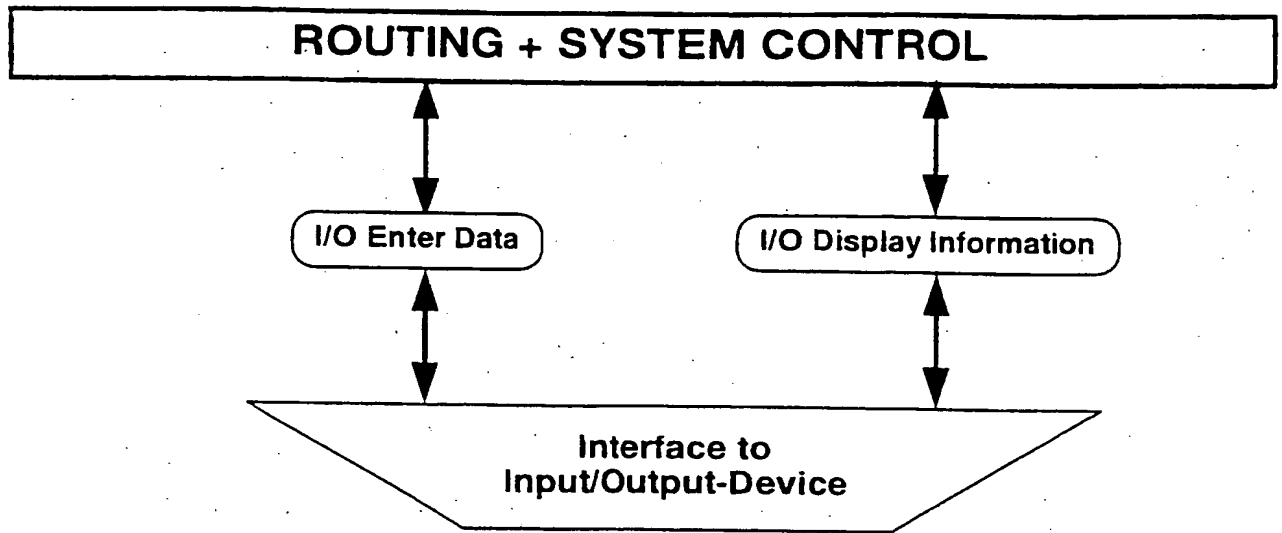 ROUTING + SYSTEM CONTROL
I/O Enter Data
I/O Display Information
Interface to
Input/Output-Device